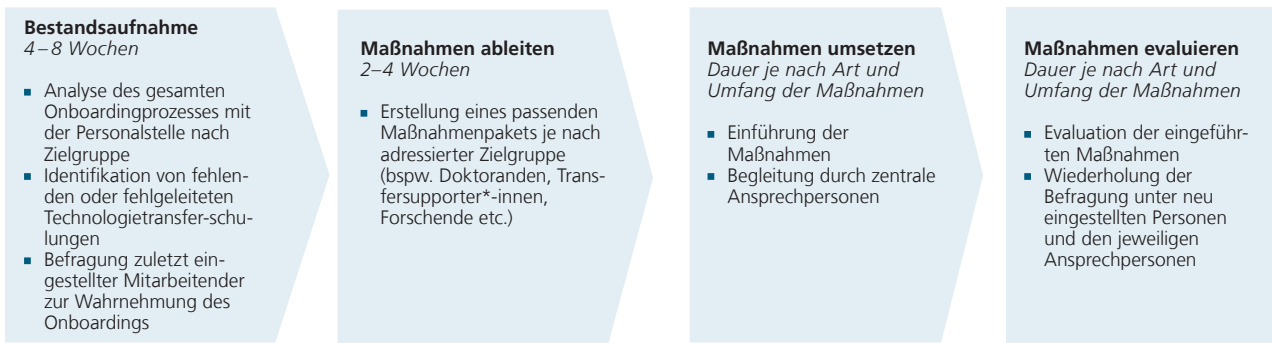 Bestandsaufnahme
4–8 Wochen
▪ Analyse des gesamten
Onboardingprozesses mit
der Personalstelle nach
Zielgruppe
▪ Identifikation von fehlen-
den oder fehlgeleiteten
Technologietransfer-schu-
lungen
▪ Befragung zuletzt ein-
gestellter Mitarbeitender
zur Wahrnehmung des
Onboardings
Maßnahmen ableiten
2–4 Wochen
▪ Erstellung eines passenden
Maßnahmenpakets je nach
adressierter Zielgruppe
(bspw. Doktoranden, Trans-
fersupporter*-innen,
Forschende etc.)
Maßnahmen umsetzen
Dauer je nach Art und
Umfang der Maßnahmen
▪ Einführung der
Maßnahmen
▪ Begleitung durch zentrale
Ansprechpersonen
Maßnahmen evaluieren
Dauer je nach Art und
Umfang der Maßnahmen
▪ Evaluation der eingeführ-
ten Maßnahmen
▪ Wiederholung der
Befragung unter neu
eingestellten Personen
und den jeweiligen
Ansprechpersonen